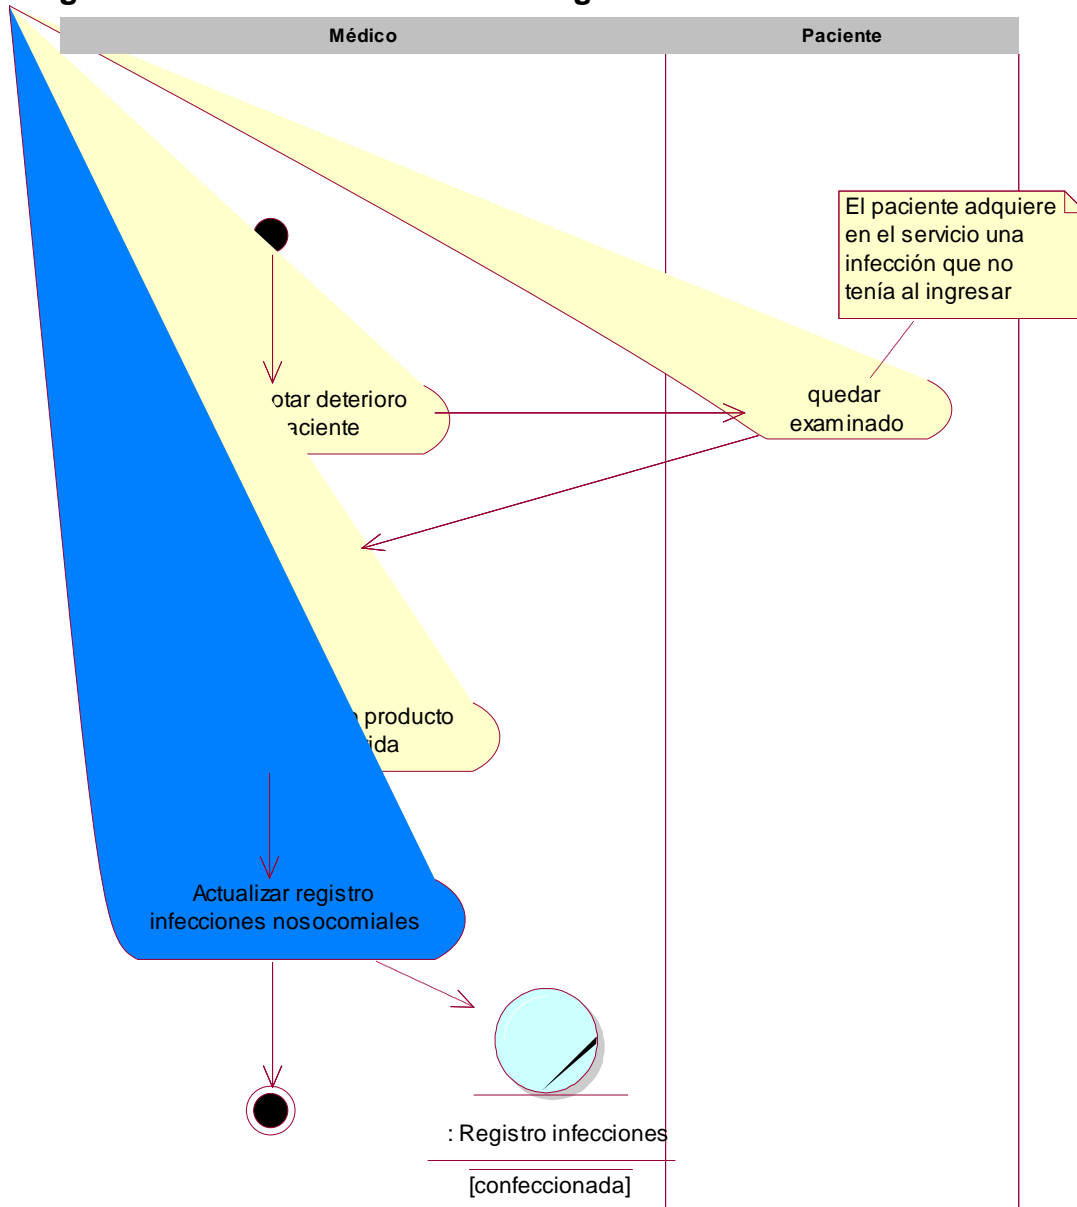 Médico
Paciente
El paciente adquiere
en el servicio una
infección que no
tenía al ingresar
otar deterioro
aciente
quedar
examinado
producto
ida
Actualizar registro
infecciones nosocomiales
: Registro infecciones
[confeccionada]